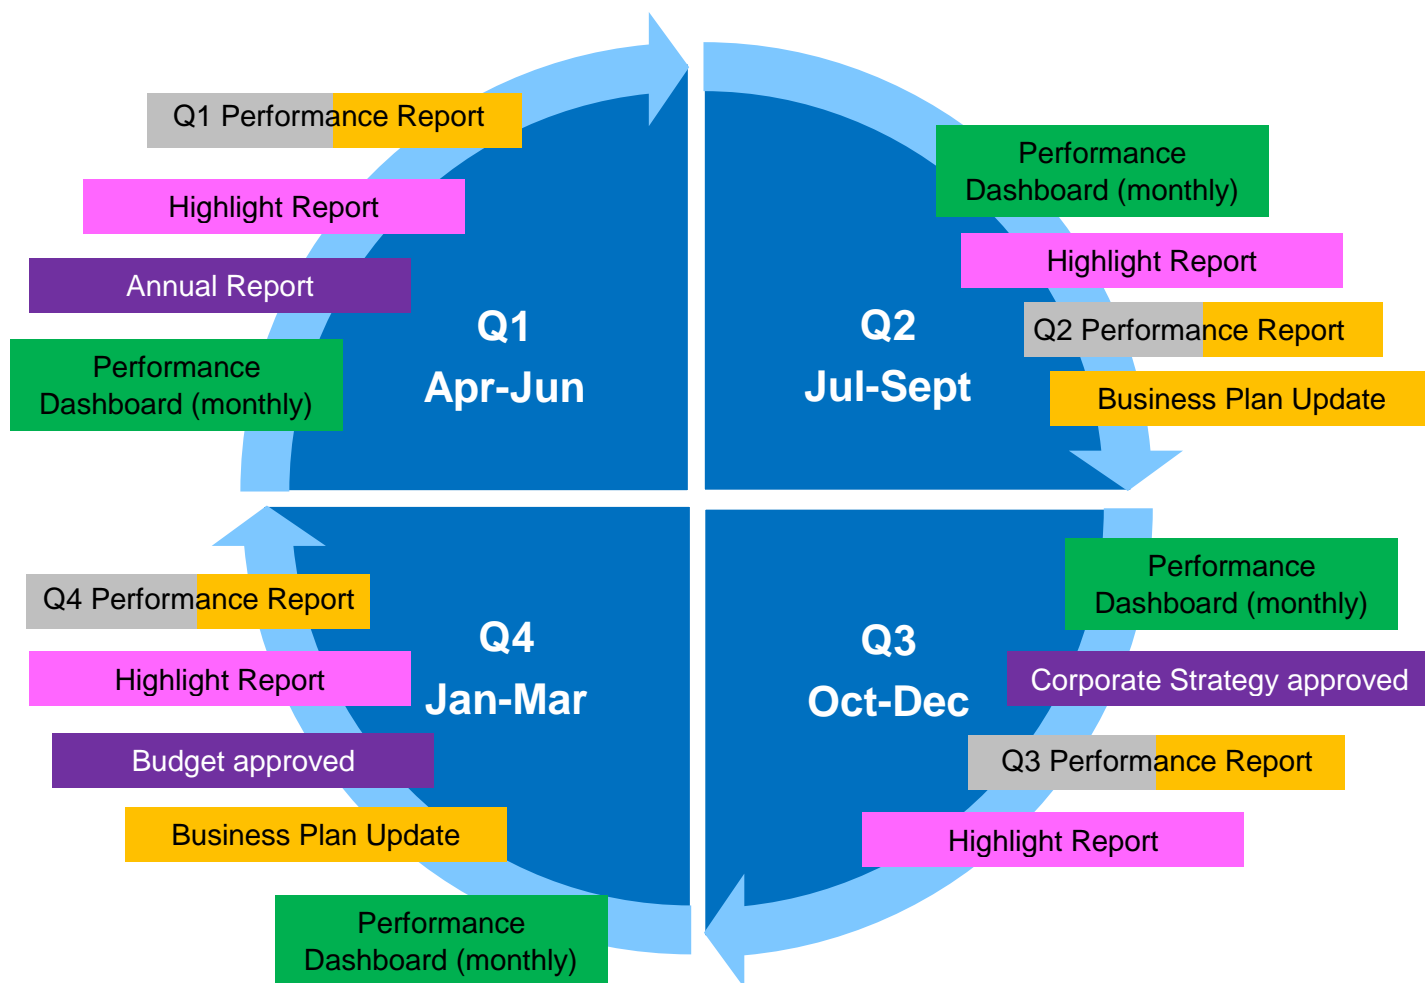 Q1 Performance Report
Highlight Report
Annual Report
Performance
Dashboard (monthly)
Q1
Apr-Jun
Performance
Dashboard (monthly)
Highlight Report
Q2 Performance Report
Business Plan Update
Q2
Jul-Sept
Q4 Performance Report
Highlight Report
Budget approved
Business Plan Update
Performance
Dashboard (monthly)
Q4
Jan-Mar
Q3
Oct-Dec
Performance
Dashboard (monthly)
Corporate Strategy approved
Q3 Performance Report
Highlight Report